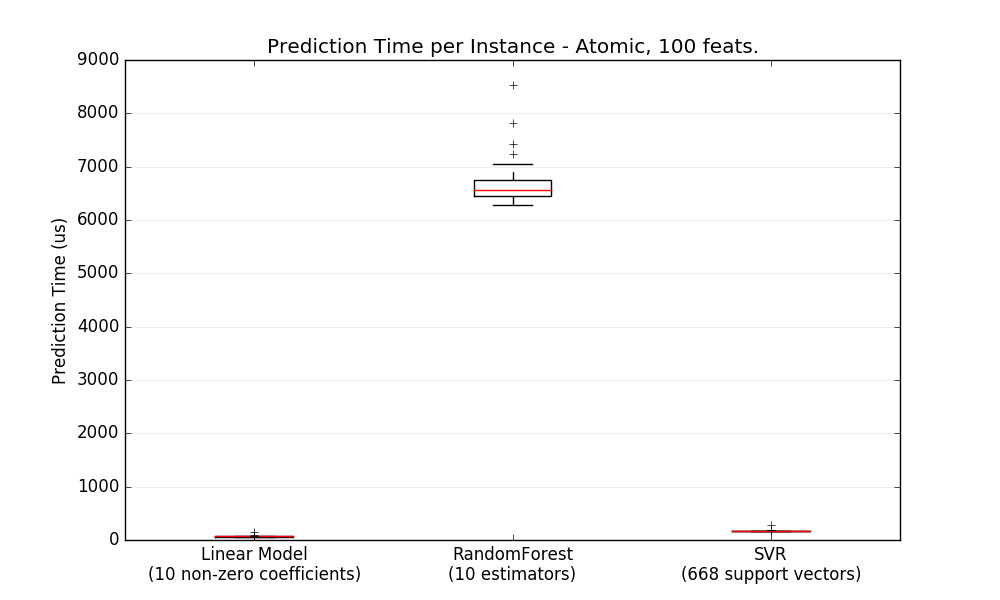 Prediction Time per Instance - Atomic, 100 feats.
9000
8000
7000
6000
5000
4000
3000
2000
1000
0
Prediction Time (us)
Linear Model
(10 non-zero coefficients)
RandomForest
(10 estimators)
SVR
(668 support vectors)